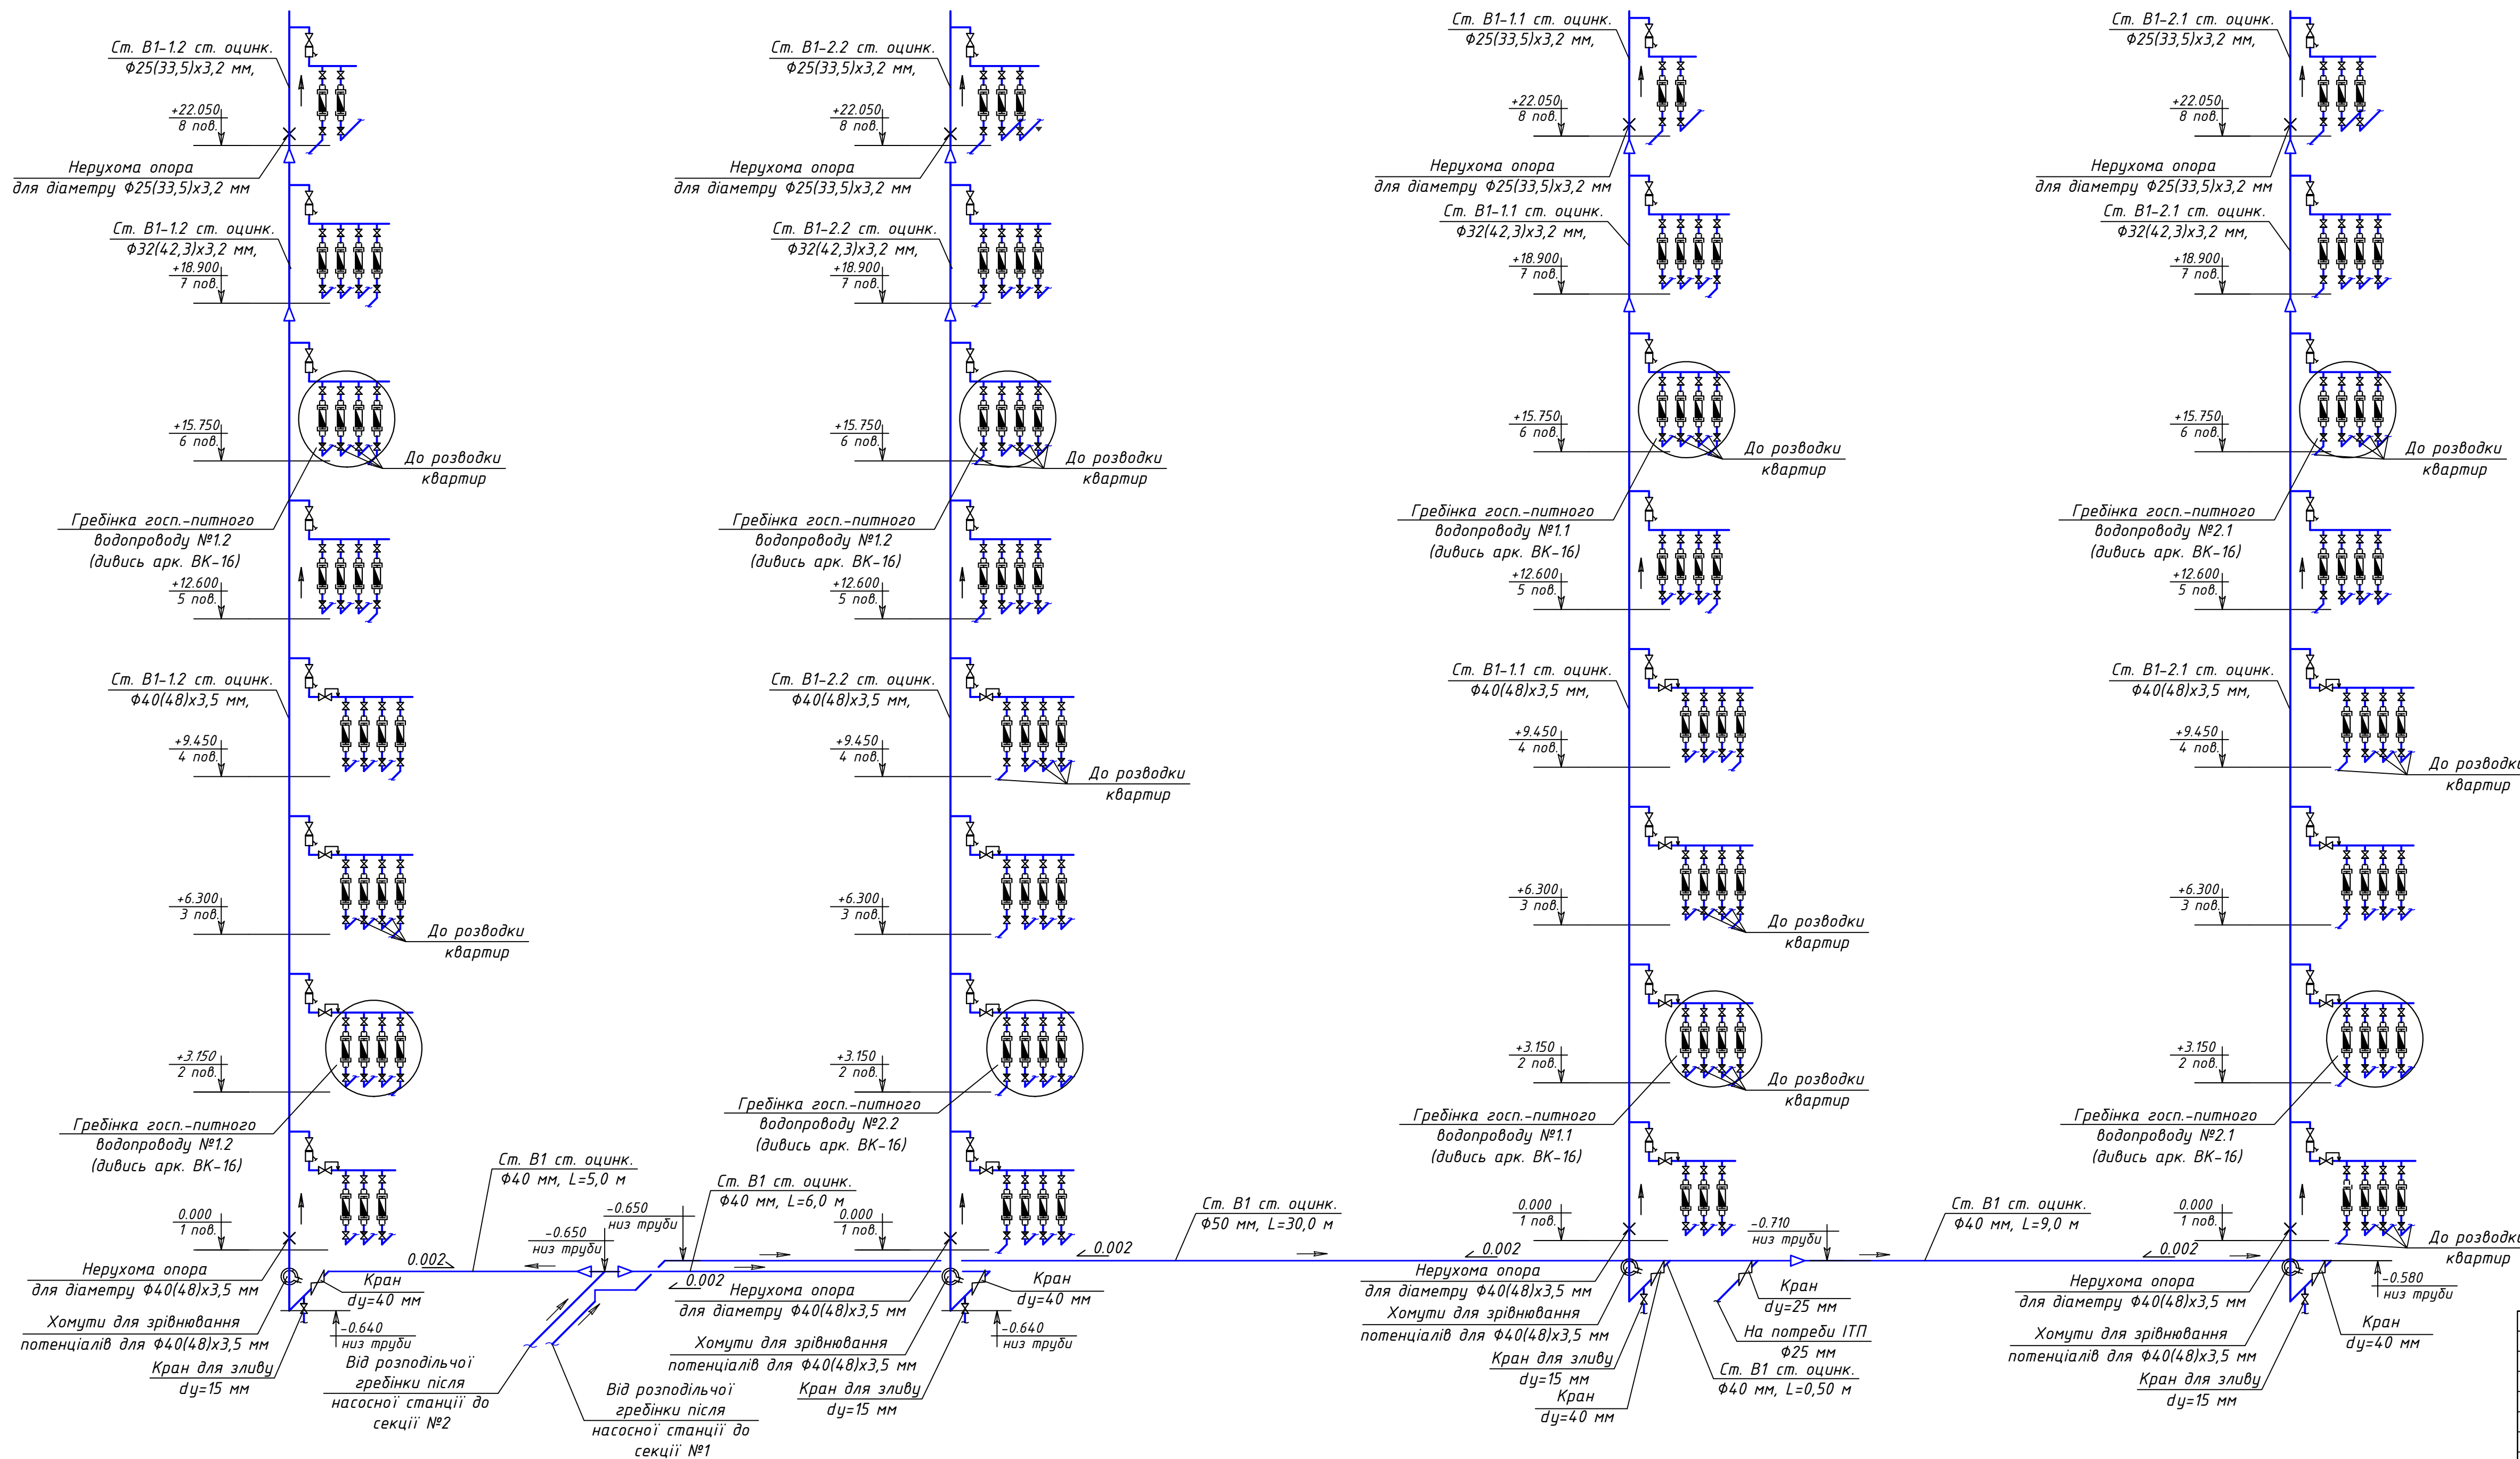 Ст. В1-1.2 ст. оцинк.
Ф25(33,5)х3,2 мм,
+22.050
8 пов.
Нерухома опора
для діаметру Ф25(33,5)х3,2 мм
Ст. В1-1.2 ст. оцинк.
Ф32(42,3)х3,2 мм,
+18.900
7 пов.
+15.750
6 пов.
До розводки
квартир
Гребінка госп.-питного
водопроводу №1.2
(дивись арк. ВК-16)
+12.600
5 пов.
Ст. В1-1.2 ст. оцинк.
Ф40(48)х3,5 мм,
+9.450
4 пов.
+6.300
3 пов.
До розводки
квартир
+3.150
2 пов.
Гребінка госп.-питного
водопроводу №1.2
(дивись арк. ВК-16)
0.000
1 пов.
Нерухома опора
для діаметру Ф40(48)х3,5 мм
Хомути для зрівнювання
потенціалів для Ф40(48)х3,5 мм
Кран для зливу
dу=15 мм
Кран
dу=40 мм
-0.640
низ труби
0.002
Ст. В1 ст. оцинк.
Ф40 мм, L=5,0 м
-0.650
низ труби
-0.650
низ труби
Від розподільчої
гребінки після
насосної станції до
секції №2
Від розподільчої
гребінки після
насосної станції до
секції №1
Ст. В1 ст. оцинк.
Ф40 мм, L=6,0 м
0.002
Ст. В1-2.2 ст. оцинк.
Ф25(33,5)х3,2 мм,
+22.050
8 пов.
Нерухома опора
для діаметру Ф25(33,5)х3,2 мм
Ст. В1-2.2 ст. оцинк.
Ф32(42,3)х3,2 мм,
+18.900
7 пов.
+15.750
6 пов.
До розводки
квартир
Гребінка госп.-питного
водопроводу №1.2
(дивись арк. ВК-16)
+12.600
5 пов.
Ст. В1-2.2 ст. оцинк.
Ф40(48)х3,5 мм,
+9.450
4 пов.
До розводки
квартир
+6.300
3 пов.
+3.150
2 пов.
Гребінка госп.-питного
водопроводу №2.2
(дивись арк. ВК-16)
0.000
1 пов.
Нерухома опора
для діаметру Ф40(48)х3,5 мм
Хомути для зрівнювання
потенціалів для Ф40(48)х3,5 мм
Кран для зливу
dу=15 мм
Кран
dу=40 мм
-0.640
низ труби
0.002
Ст. В1 ст. оцинк.
Ф50 мм, L=30,0 м
Ст. В1-1.1 ст. оцинк.
Ф25(33,5)х3,2 мм,
+22.050
8 пов.
Нерухома опора
для діаметру Ф25(33,5)х3,2 мм
Ст. В1-1.1 ст. оцинк.
Ф32(42,3)х3,2 мм,
+18.900
7 пов.
+15.750
6 пов.
До розводки
квартир
Гребінка госп.-питного
водопроводу №1.1
(дивись арк. ВК-16)
+12.600
5 пов.
Ст. В1-1.1 ст. оцинк.
Ф40(48)х3,5 мм,
+9.450
4 пов.
+6.300
3 пов.
До розводки
квартир
+3.150
2 пов.
До розводки
квартир
Гребінка госп.-питного
водопроводу №1.1
(дивись арк. ВК-16)
0.000
1 пов.
0.002
Нерухома опора
для діаметру Ф40(48)х3,5 мм
Хомути для зрівнювання
потенціалів для Ф40(48)х3,5 мм
Кран для зливу
dу=15 мм
Кран
dу=40 мм
-0.710
низ труби
Кран
dу=25 мм
На потреби ІТП
Ф25 мм
Ст. В1 ст. оцинк.
Ф40 мм, L=0,50 м
Ст. В1 ст. оцинк.
Ф40 мм, L=9,0 м
Ст. В1-2.1 ст. оцинк.
Ф25(33,5)х3,2 мм,
+22.050
8 пов.
Нерухома опора
для діаметру Ф25(33,5)х3,2 мм
Ст. В1-2.1 ст. оцинк.
Ф32(42,3)х3,2 мм,
+18.900
7 пов.
+15.750
6 пов.
До розводки
квартир
Гребінка госп.-питного
водопроводу №2.1
(дивись арк. ВК-16)
+12.600
5 пов.
Ст. В1-2.1 ст. оцинк.
Ф40(48)х3,5 мм,
+9.450
4 пов.
До розводки
квартир
+6.300
3 пов.
+3.150
2 пов.
Гребінка госп.-питного
водопроводу №2.1
(дивись арк. ВК-16)
0.000
1 пов.
До розводки
квартир
0.002
Нерухома опора
для діаметру Ф40(48)х3,5 мм
Хомути для зрівнювання
потенціалів для Ф40(48)х3,5 мм
Кран для зливу
dу=15 мм
-0.580
низ труби
Кран
dу=40 мм